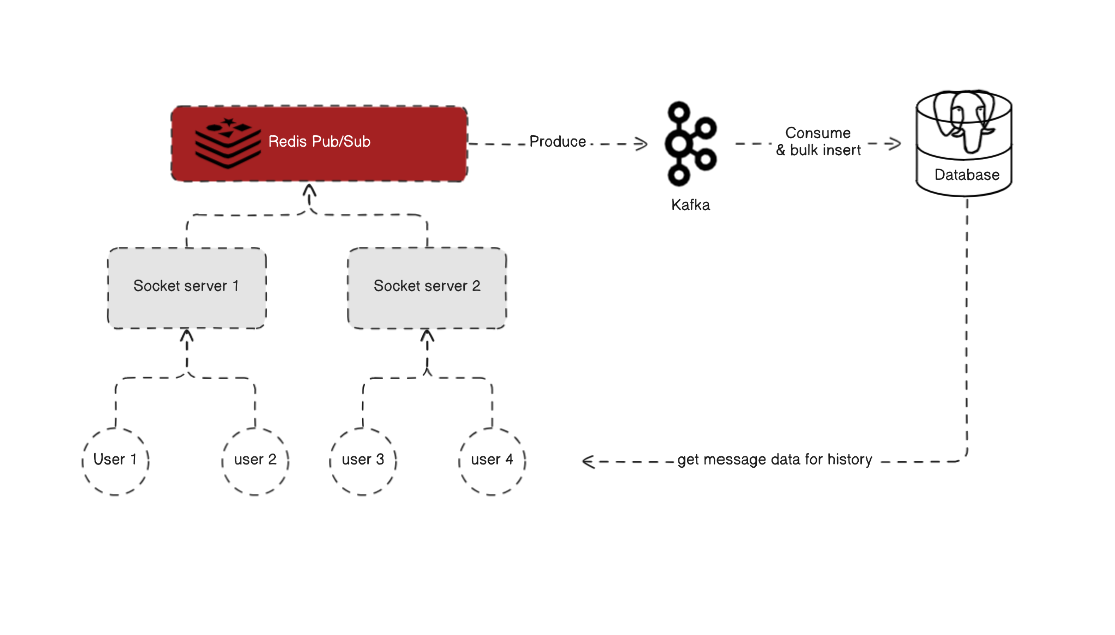 Redis Pub/Sub
Produce
Kafka
Consume
& bulk insert
Database
Socket server 1
Socket server 2
User 1
user 2
user 3
user 4
get message data for history